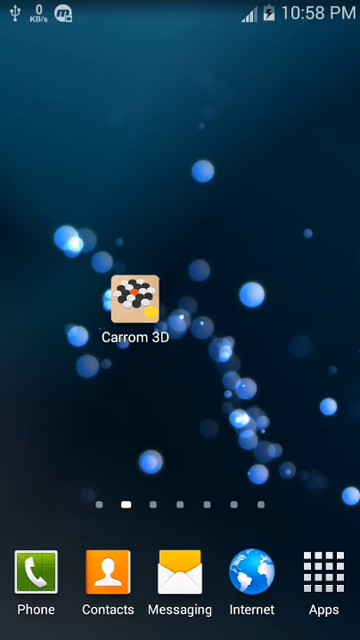 0
KB/s
10:58 PM
Carrom 3D
Phone
Contacts
Messaging
Internet
Apps